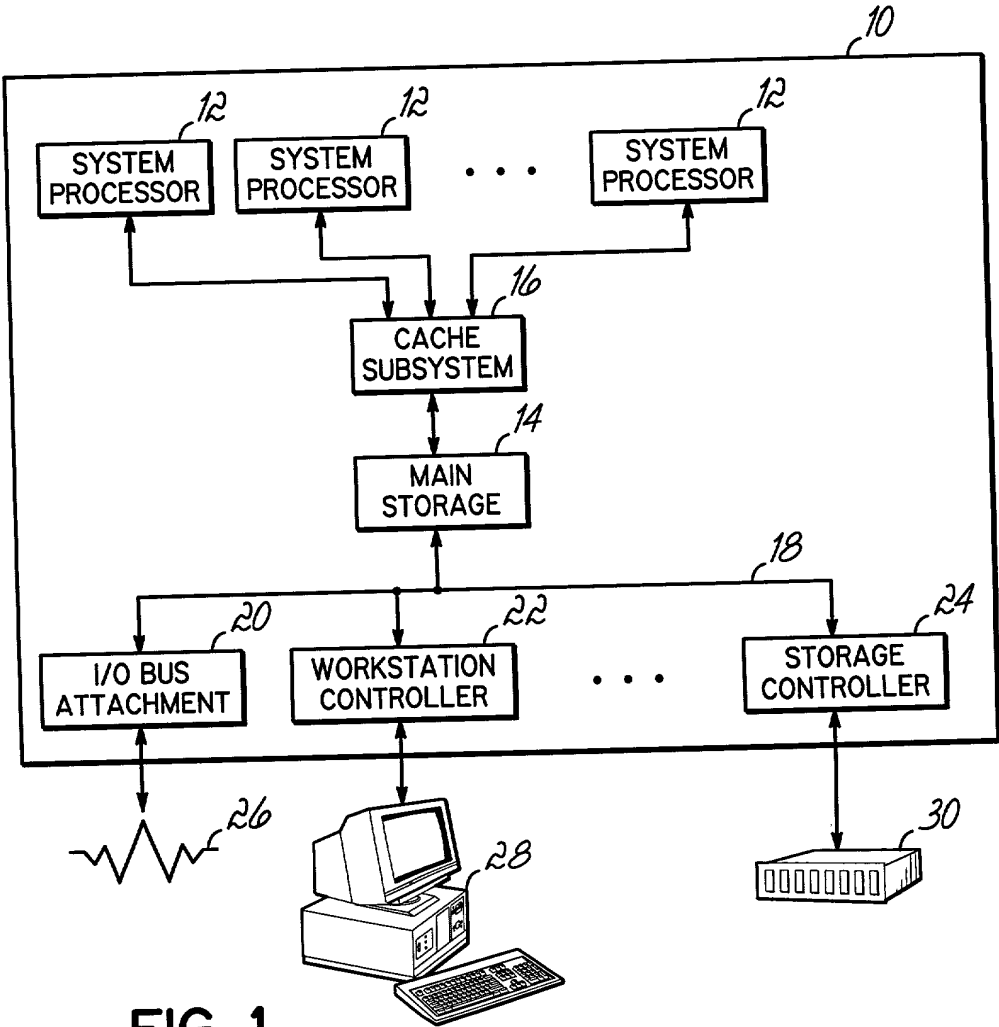 10
12
12
12
SYSTEM
PROCESSOR
SYSTEM
PROCESSOR
• • •
SYSTEM
PROCESSOR
16
CACHE
SUBSYSTEM
14
MAIN
STORAGE
18
20
22
24
I/O BUS
ATTACHMENT
WORKSTATION
CONTROLLER
• • •
STORAGE
CONTROLLER
26
28
30
FIG. 1